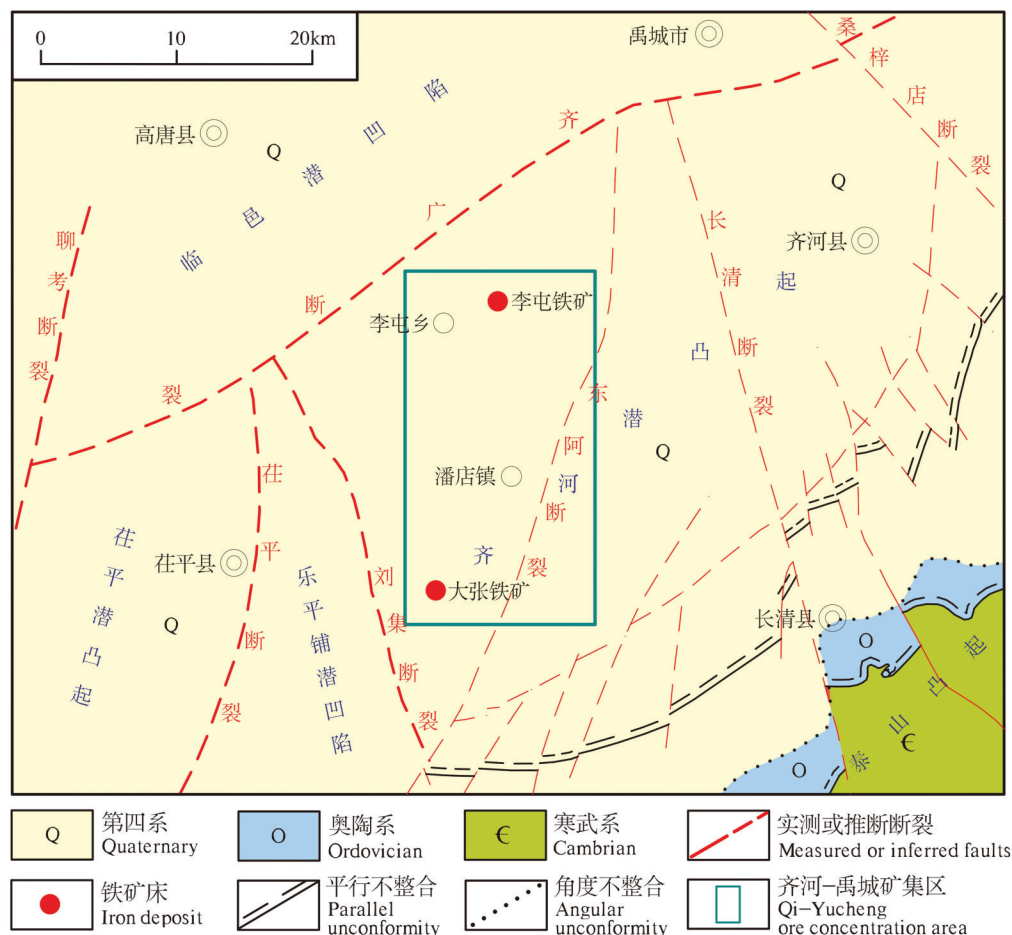 0 10 20km
禹城市
桑梓店断裂
高唐县
Q
临邑潜凹陷
齐广断裂
聊考断裂
Q
齐河县
长清断裂
李屯铁矿
李屯乡
齐河潜凸起
东阿断裂
Q
潘店镇
茌平断裂
茌平县
茌平潜凸起
Q
乐平铺潜凹陷
刘集断裂
大张铁矿
长清县
O
泰山凸起
Є
O
Q
第四系
Quaternary
O
奥陶系
Ordovician
Є
寒武系
Cambrian
实测或推断断裂
Measured or inferred faults
铁矿床
Iron deposit
平行不整合
Parallel
unconformity
角度不整合
Angular
unconformity
齐河-禹城矿集区
Qi-Yucheng
ore concentration area